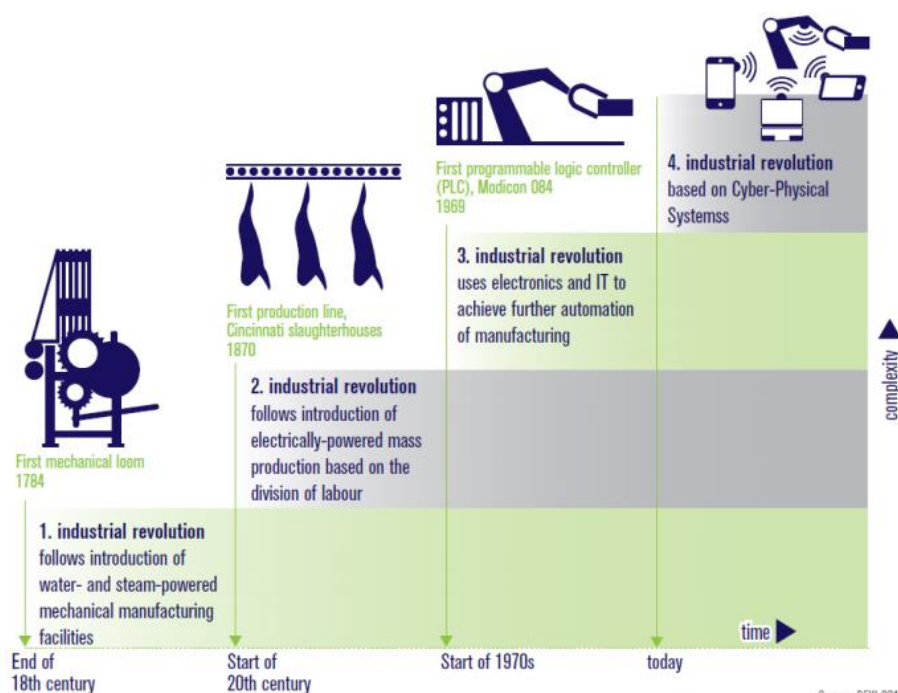 4. industrial revolution
based on Cyber-Physical
Systemss
First programmable logic controller
(PLC), Modicon 084
1969
3. industrial revolution
uses electronics and IT to
achieve further automation
of manufacturing
First production line,
Cincinnati slaughterhouses
1870
2. industrial revolution
follows introduction of
electrically-powered mass
production based on the
division of labour
First mechanical loom
1784
1. industrial revolution
follows introduction of
water- and steam-powered
mechanical manufacturing
facilities
complexity
time
End of
18th century
Start of
20th century
Start of 1970s
today